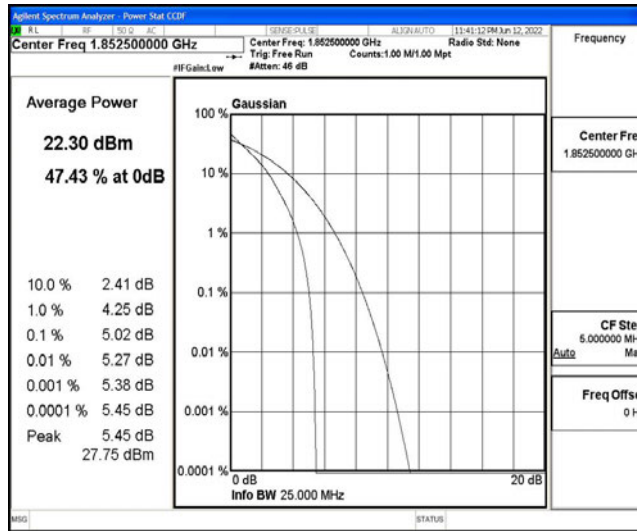 Agilent Spectrum Analyzer - Power Stat CCDF
RL RF 50 Ω AC SENSE:PULSE ALIGN AUTO 11:41:12 PM Jun 12, 2022
Center Freq 1.852500000 GHz
Center Freq: 1.852500000 GHz Radio Std: None
Trig: Free Run Counts:1.00 M/1.00 Mpt
#IFGain:Low #Atten: 46 dB
Frequency
Average Power
22.30 dBm
47.43 % at 0dB
10.0 % 2.41 dB
1.0 % 4.25 dB
0.1 % 5.02 dB
0.01 % 5.27 dB
0.001 % 5.38 dB
0.0001 % 5.45 dB
Peak 5.45 dB
27.75 dBm
Gaussian
100 %
10 %
1 %
0.1 %
0.01 %
0.001 %
0.0001 %
0 dB 20 dB
Info BW 25.000 MHz
Center Fre
1.852500000 GH
CF Ste
5.000000 MH
Auto Ma
Freq Offs
0 H
MSG STATUS